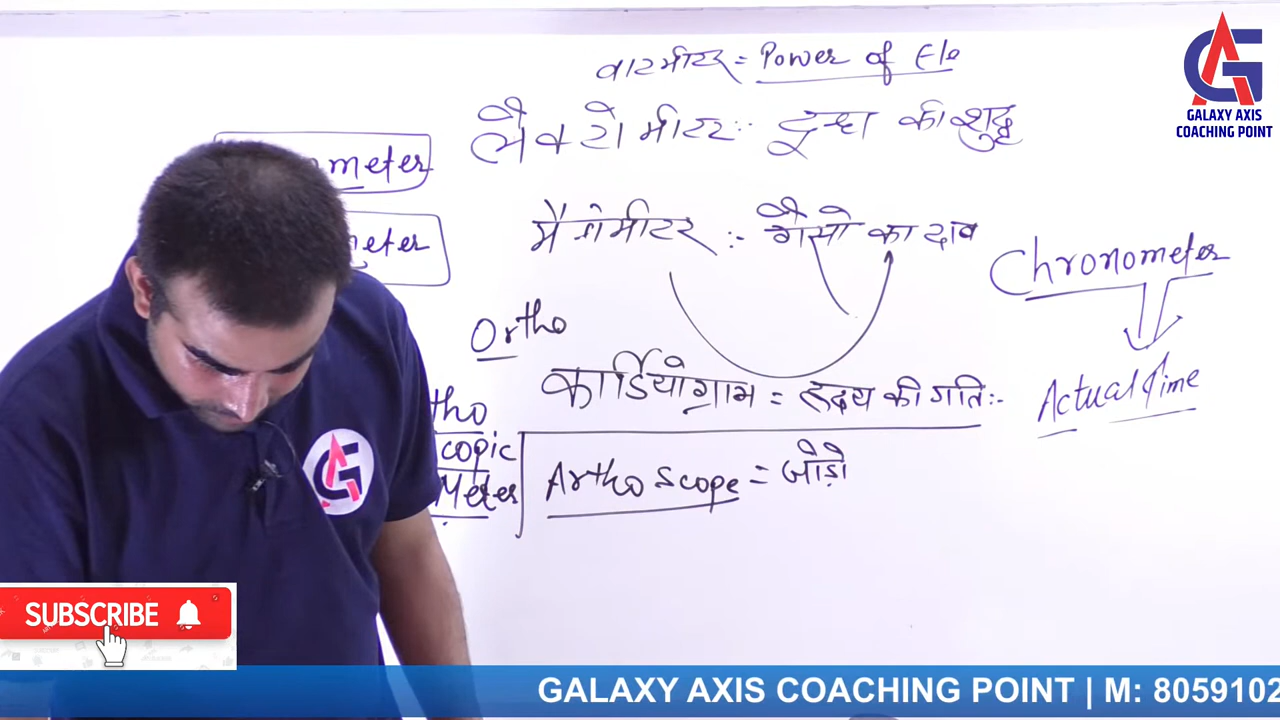 वाटमीटर = Power of Ele
लैक्टोमीटर :- दुग्ध की शुद्ध
meter
meter
मैनोमीटर :- गैसो का दाब
Chronometer
Actual Time
Ortho
कार्डियोग्राम = हृदय की गति :-
tho
copic
Meter
Arthoscope = जोड़ो
GALAXY AXIS
COACHING POINT
SUBSCRIBE
GALAXY AXIS COACHING POINT | M: 8059102